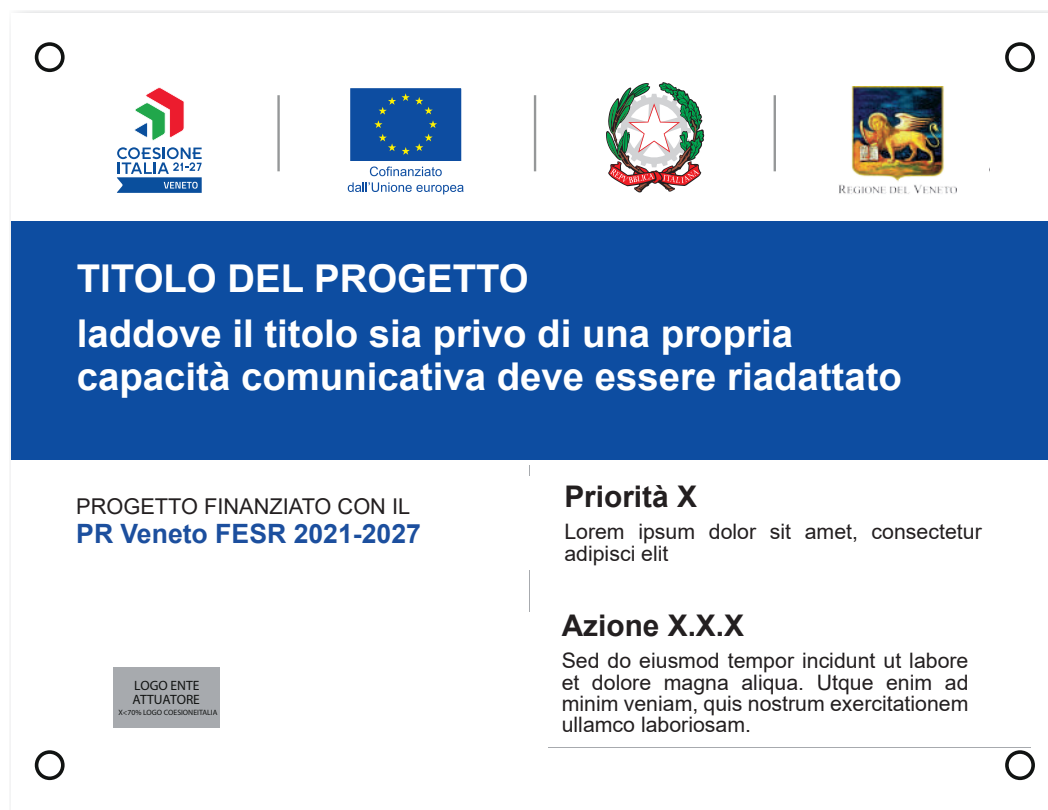 COESIONE
ITALIA 21-27
VENETO
Cofinanziato
dall'Unione europea
REPVBBLICA ITALIANA
REGIONE DEL VENETO
TITOLO DEL PROGETTO
laddove il titolo sia privo di una propria
capacità comunicativa deve essere riadattato
PROGETTO FINANZIATO CON IL
PR Veneto FESR 2021-2027
Priorità X
Lorem ipsum dolor sit amet, consectetur
adipisci elit
Azione X.X.X
Sed do eiusmod tempor incidunt ut labore
et dolore magna aliqua. Utque enim ad
minim veniam, quis nostrum exercitationem
ullamco laboriosam.
LOGO ENTE
ATTUATORE
X<70% LOGO COESIONEITALIA